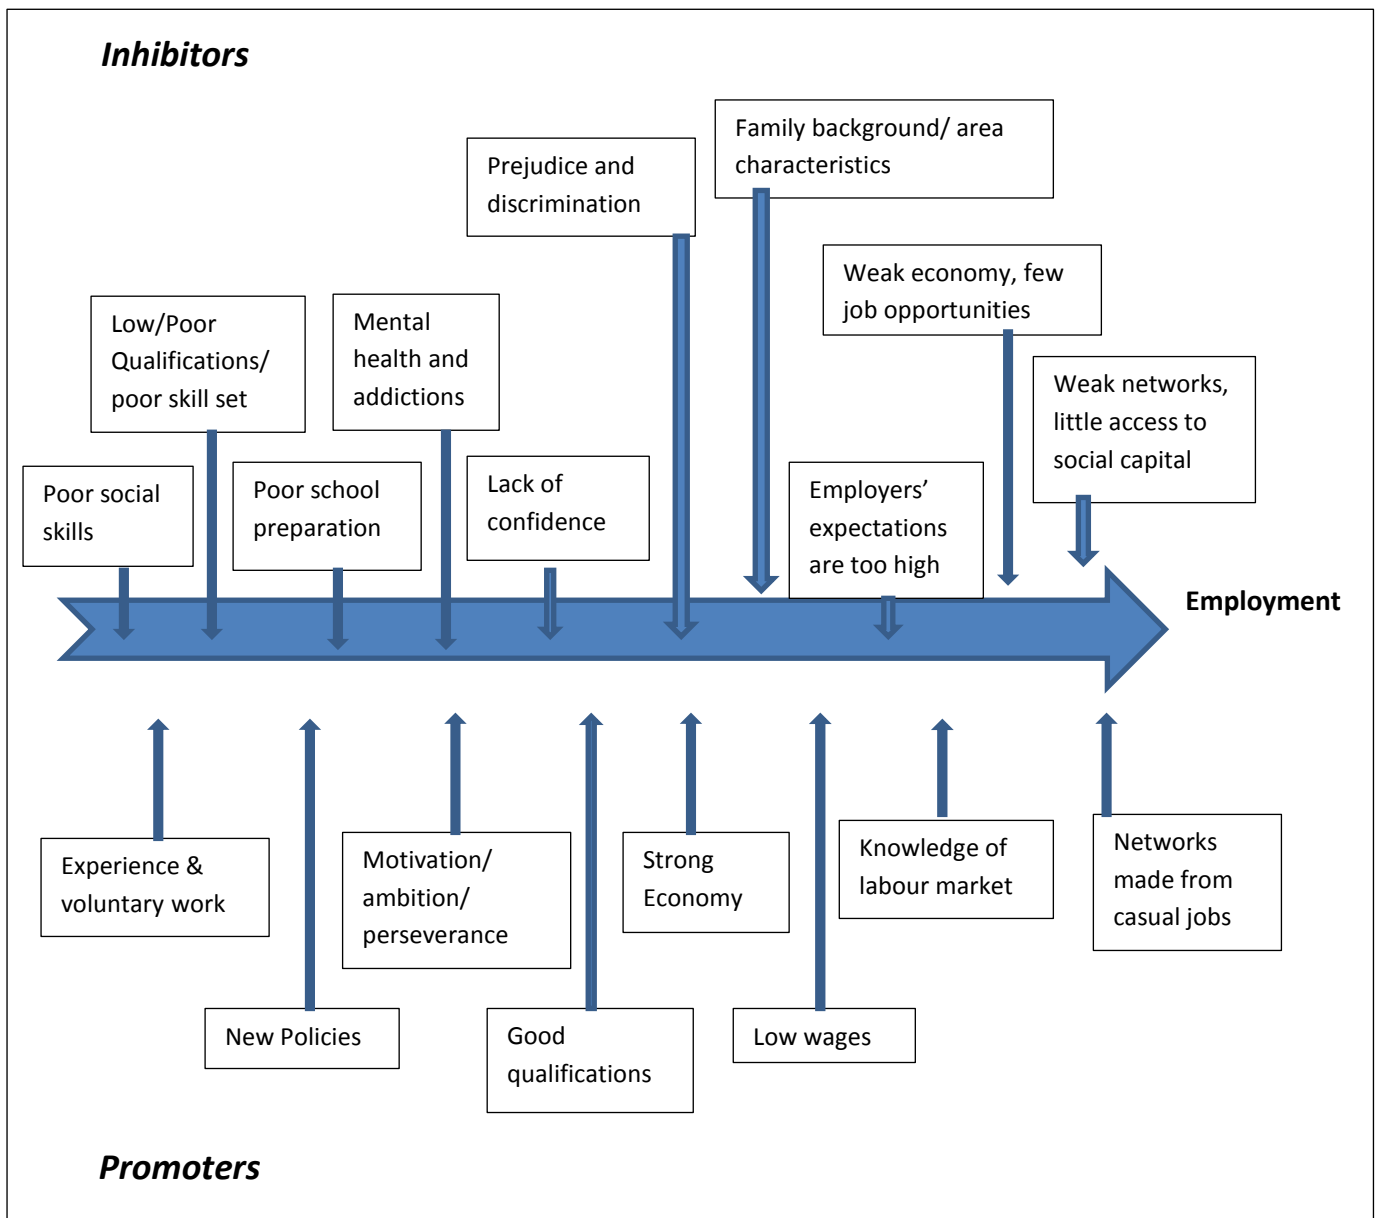 Inhibitors
Family background/ area
characteristics
Prejudice and
discrimination
Weak economy, few
job opportunities
Low/Poor
Qualifications/
poor skill set
Mental
health and
addictions
Weak networks,
little access to
social capital
Poor social
skills
Poor school
preparation
Lack of
confidence
Employers’
expectations
are too high
Employment
Experience &
voluntary work
Motivation/
ambition/
perseverance
Strong
Economy
Knowledge of
labour market
Networks
made from
casual jobs
New Policies
Good
qualifications
Low wages
Promoters